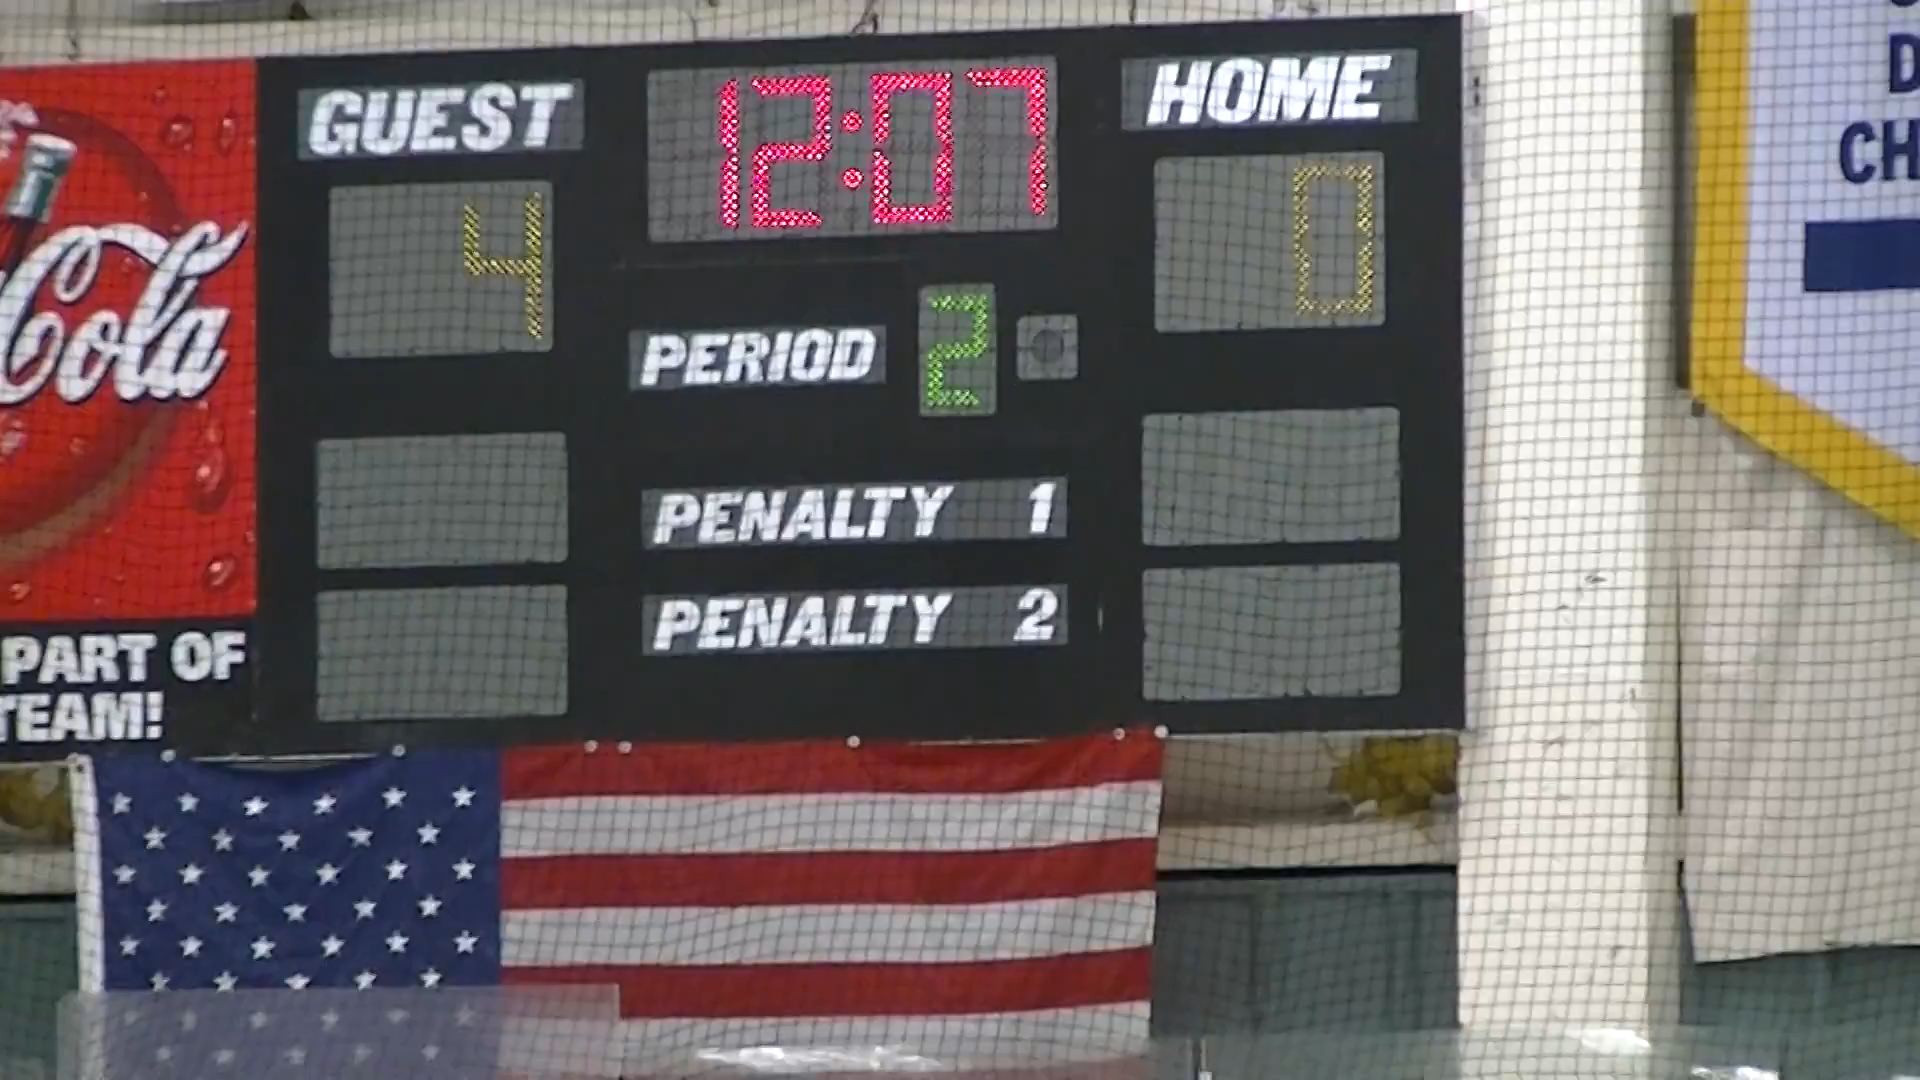 GUEST 12:07 HOME
4 0
PERIOD 2
PENALTY 1
PENALTY 2
Cola
PART OF
TEAM!
D
CH